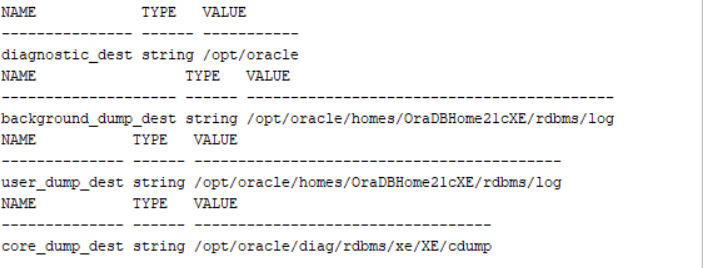 NAME            TYPE   VALUE
--------------- ------ -----------
diagnostic_dest string /opt/oracle
NAME                 TYPE   VALUE
-------------------- ------ ------------------------------------------
background_dump_dest string /opt/oracle/homes/OraDBHome21cXE/rdbms/log
NAME           TYPE   VALUE
-------------- ------ ------------------------------------------
user_dump_dest string /opt/oracle/homes/OraDBHome21cXE/rdbms/log
NAME           TYPE   VALUE
-------------- ------ ----------------------------------
core_dump_dest string /opt/oracle/diag/rdbms/xe/XE/cdump